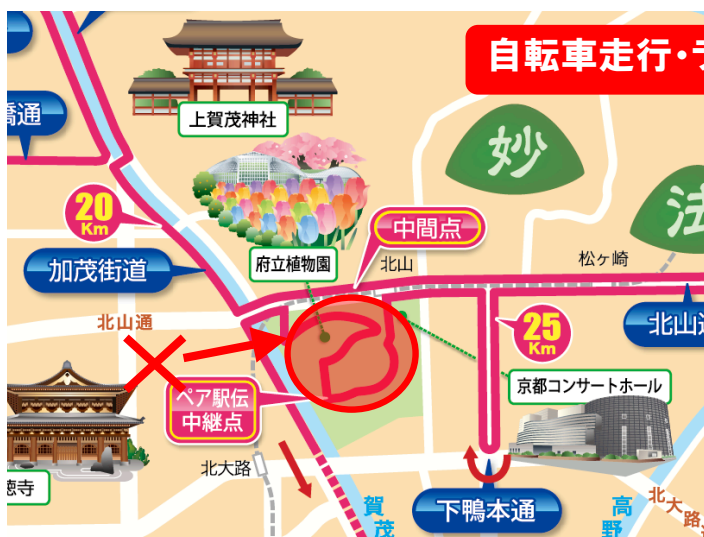 自転車走行・
上賀茂神社
橋通
妙
法
20
Km
中間点
府立植物園
北山
松ヶ崎
加茂街道
北山通
25
Km
北山通
ペア駅伝
中継点
京都コンサートホール
北大路
徳寺
下鴨本通
賀
茂
高
野
北
大
路